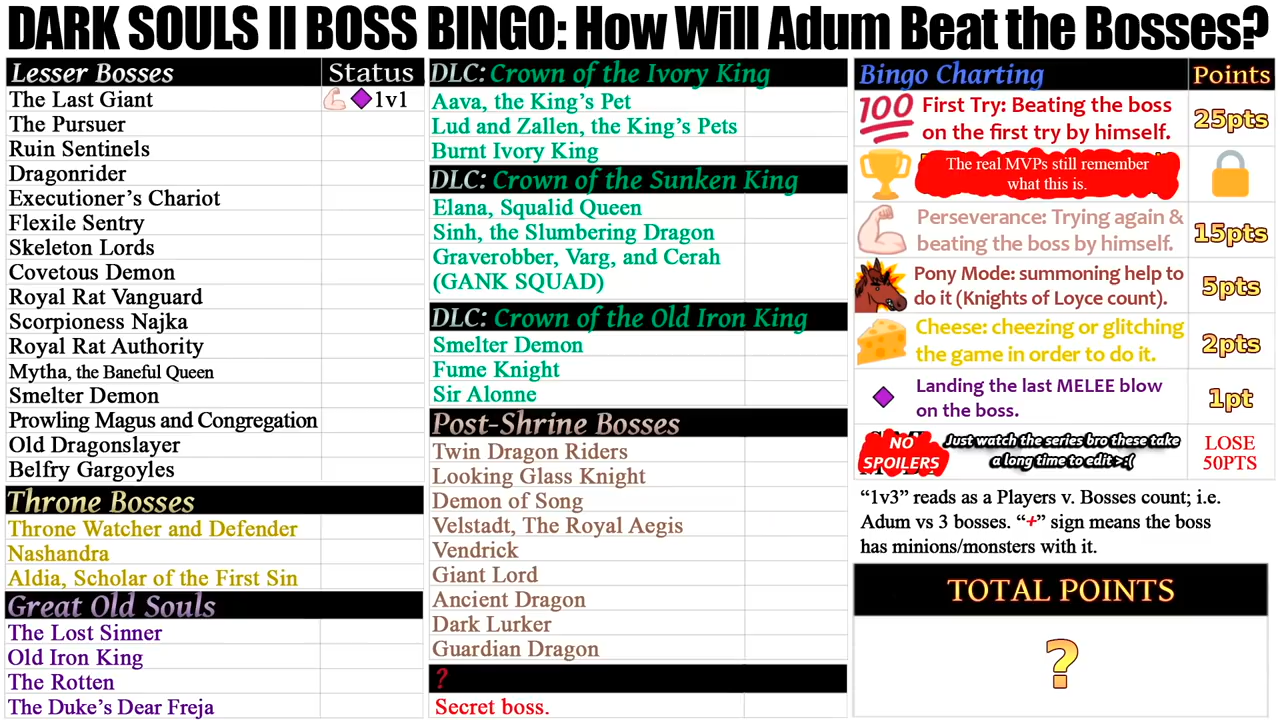 DARK SOULS II BOSS BINGO: How Will Adum Beat the Bosses?
Lesser Bosses Status
The Last Giant 1v1
The Pursuer
Ruin Sentinels
Dragonrider
Executioner's Chariot
Flexile Sentry
Skeleton Lords
Covetous Demon
Royal Rat Vanguard
Scorpioness Najka
Royal Rat Authority
Mytha, the Baneful Queen
Smelter Demon
Prowling Magus and Congregation
Old Dragonslayer
Belfry Gargoyles
Throne Bosses
Throne Watcher and Defender
Nashandra
Aldia, Scholar of the First Sin
Great Old Souls
The Lost Sinner
Old Iron King
The Rotten
The Duke's Dear Freja
DLC: Crown of the Ivory King
Aava, the King's Pet
Lud and Zallen, the King's Pets
Burnt Ivory King
DLC: Crown of the Sunken King
Elana, Squalid Queen
Sinh, the Slumbering Dragon
Graverobber, Varg, and Cerah
(GANK SQUAD)
DLC: Crown of the Old Iron King
Smelter Demon
Fume Knight
Sir Alonne
Post-Shrine Bosses
Twin Dragon Riders
Looking Glass Knight
Demon of Song
Velstadt, The Royal Aegis
Vendrick
Giant Lord
Ancient Dragon
Dark Lurker
Guardian Dragon
?
Secret boss.
Bingo Charting Points
100 First Try: Beating the boss
on the first try by himself.
25pts
The real MVPs still remember
what this is.
Perseverance: Trying again &
beating the boss by himself.
15pts
Pony Mode: summoning help to
do it (Knights of Loyce count).
5pts
Cheese: cheezing or glitching
the game in order to do it.
2pts
Landing the last MELEE blow
on the boss.
1pt
NO
SPOILERS
Just watch the series bro these take
a long time to edit >:(
LOSE
50PTS
"1v3" reads as a Players v. Bosses count; i.e.
Adum vs 3 bosses. "+" sign means the boss
has minions/monsters with it.
TOTAL POINTS
?